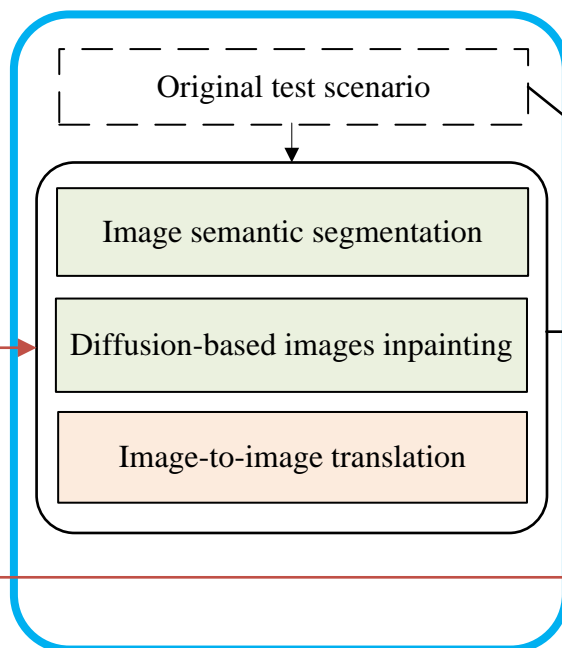 Original test scenario
Image semantic segmentation
Diffusion-based images inpainting
Image-to-image translation